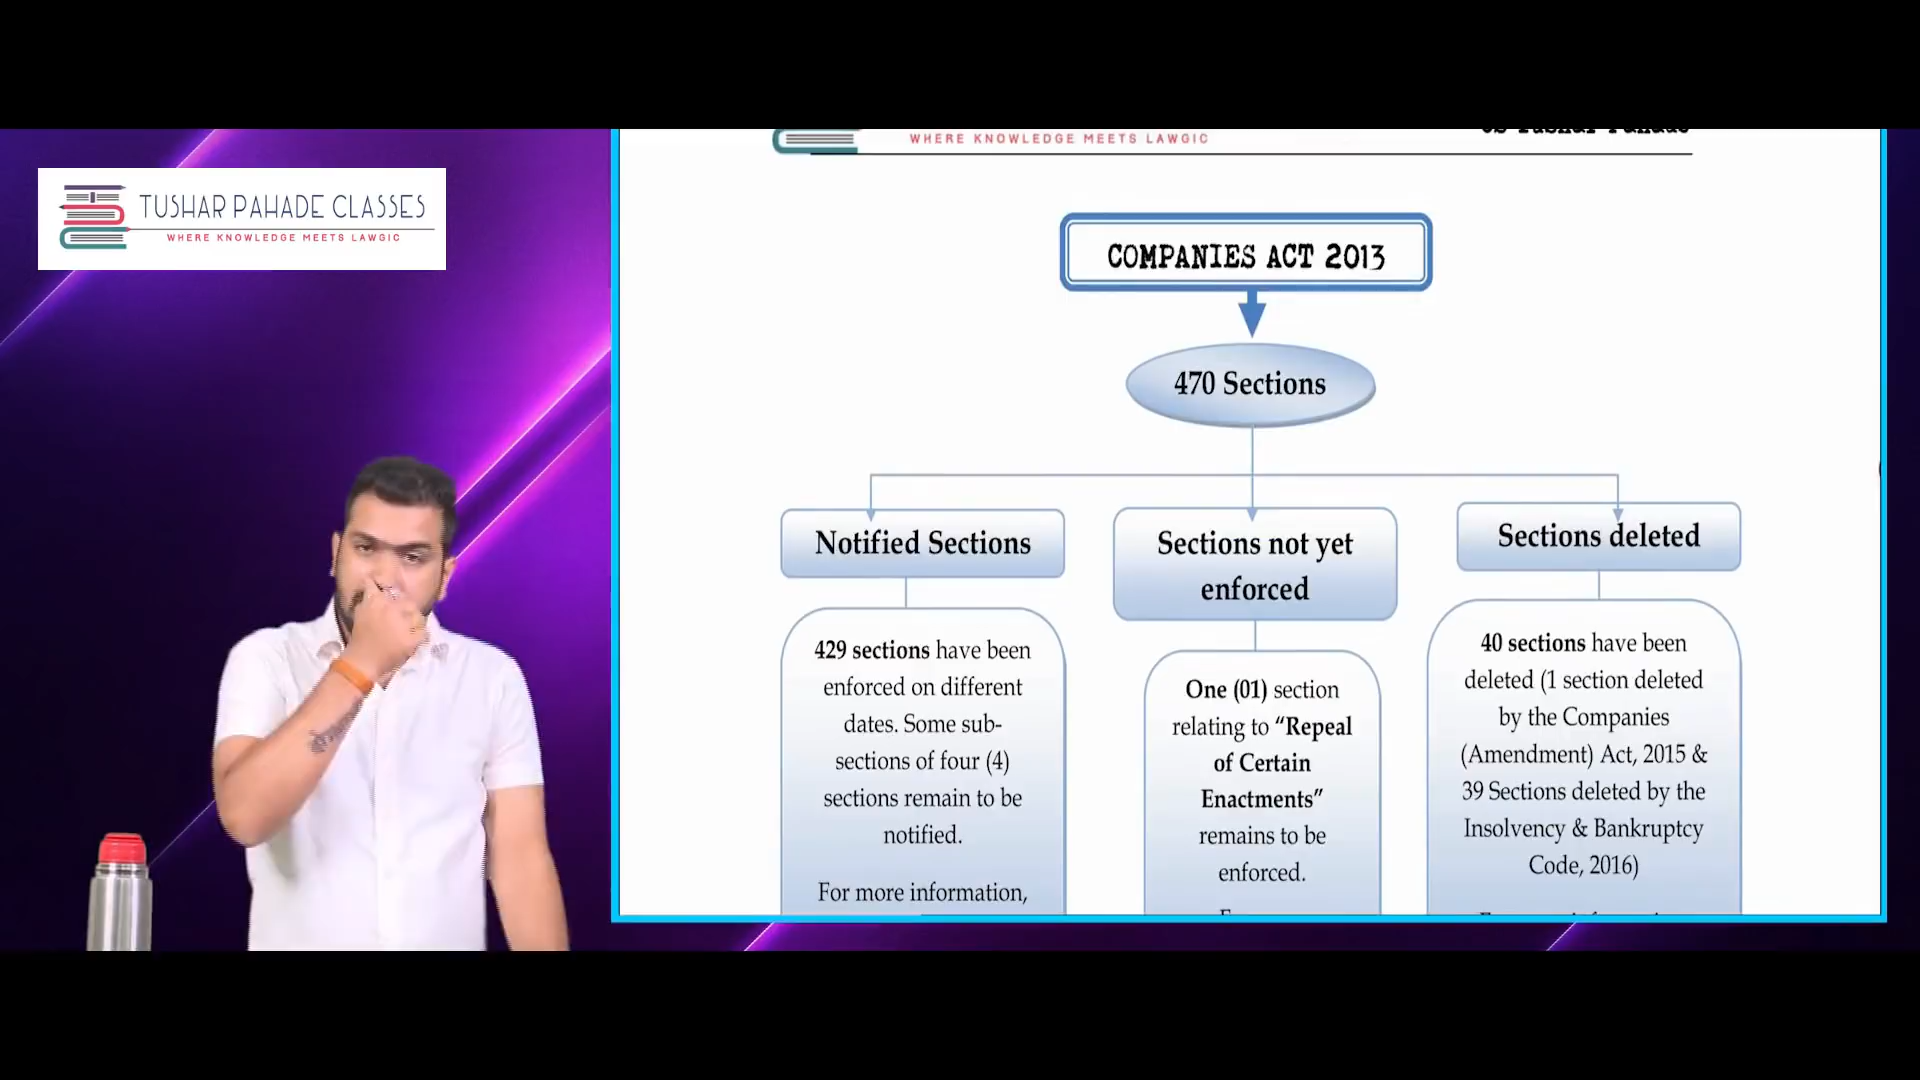 WHERE KNOWLEDGE MEETS LAWGIC
CS Tushar Pahade
TUSHAR PAHADE CLASSES
WHERE KNOWLEDGE MEETS LAWGIC
COMPANIES ACT 2013
470 Sections
Notified Sections
429 sections have been
enforced on different
dates. Some sub-
sections of four (4)
sections remain to be
notified.
For more information,
Sections not yet
enforced
One (01) section
relating to “Repeal
of Certain
Enactments”
remains to be
enforced.
Sections deleted
40 sections have been
deleted (1 section deleted
by the Companies
(Amendment) Act, 2015 &
39 Sections deleted by the
Insolvency & Bankruptcy
Code, 2016)